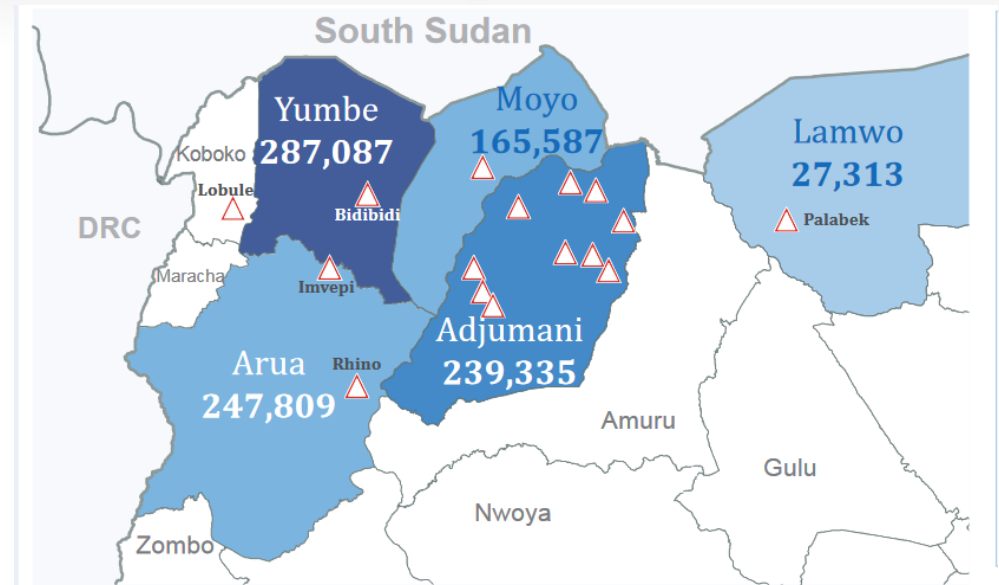 South Sudan
Yumbe
287,087
Moyo
165,587
Lamwo
27,313
Koboko
Lobule
Bidibidi
Palabek
DRC
Maracha
Imvepi
Adjumani
239,335
Arua
247,809
Rhino
Amuru
Gulu
Nwoya
Zombo